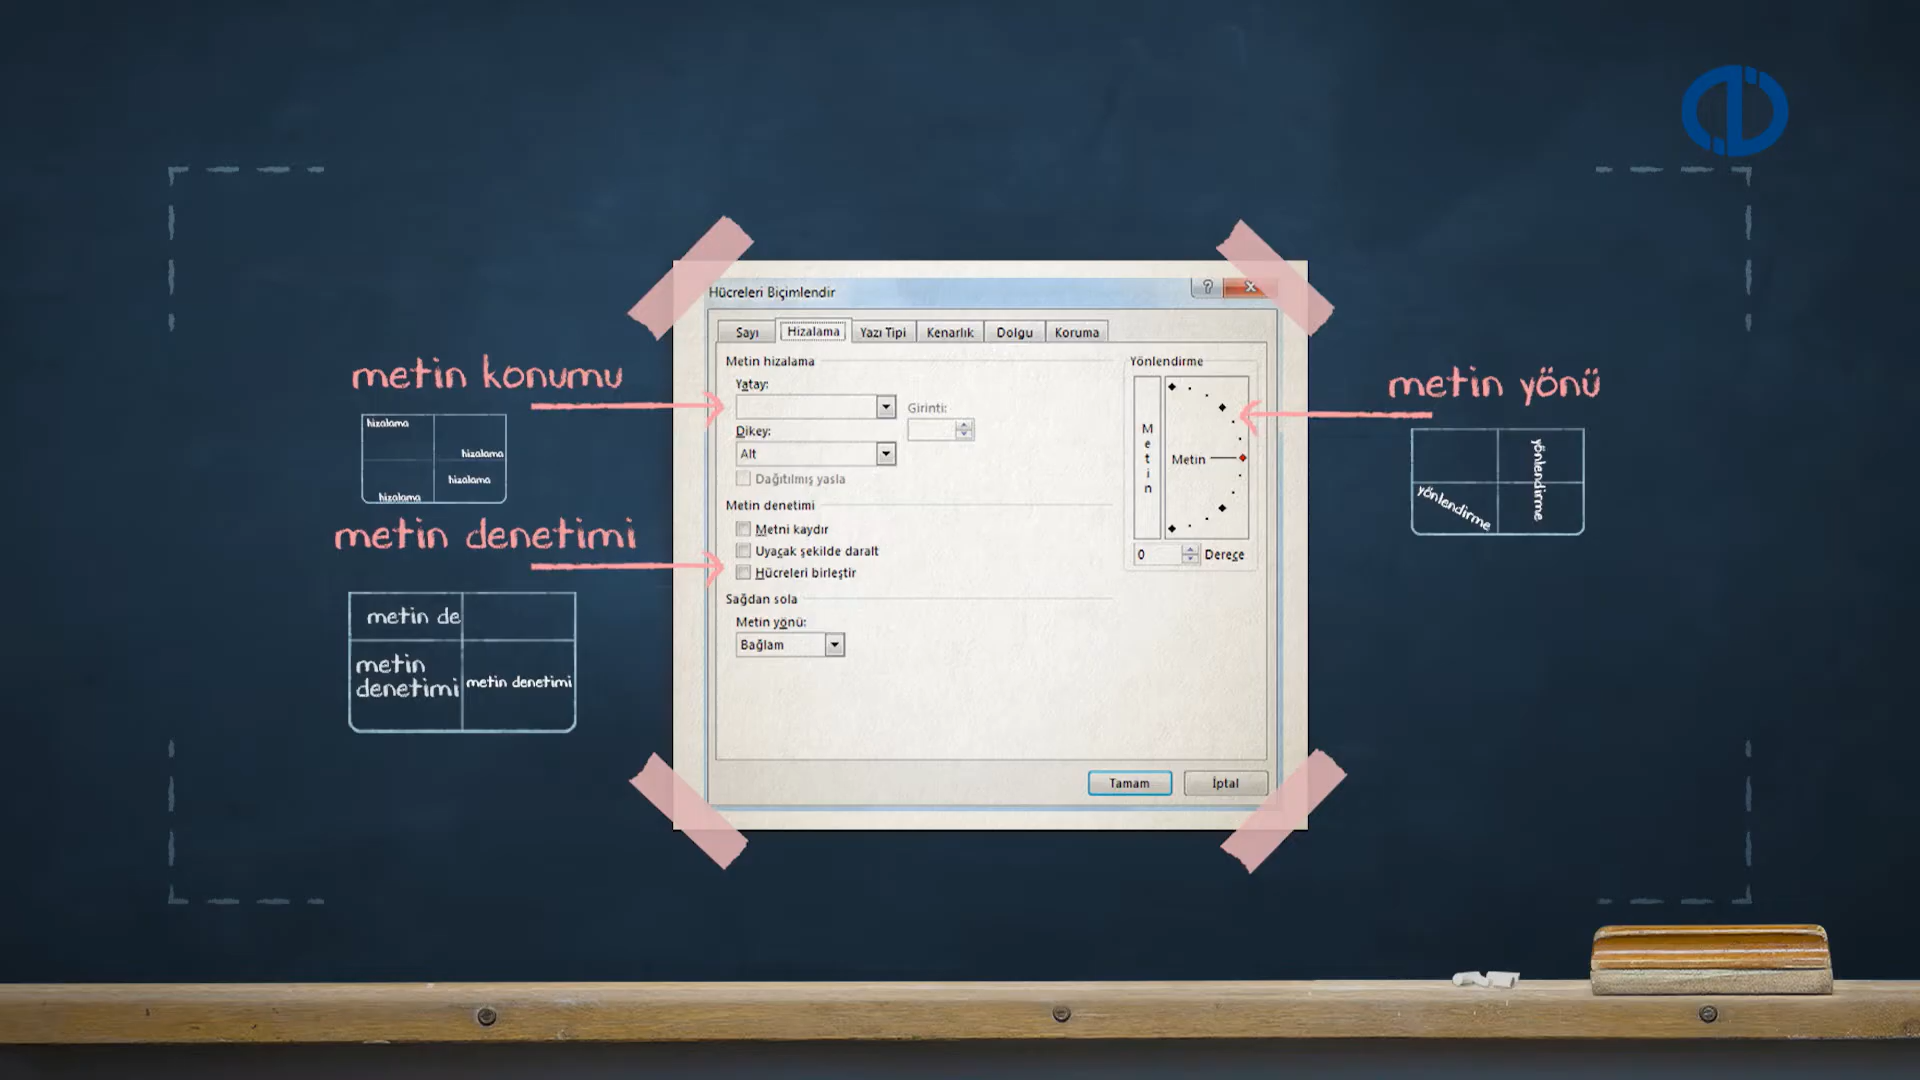 metin konumu
hizalama
hizalama
hizalama
hizalama
metin denetimi
metin de
metin
denetimi
metin denetimi
Hücreleri Biçimlendir
?
Sayı
Hizalama
Yazı Tipi
Kenarlık
Dolgu
Koruma
Metin hizalama
Yatay:
Girinti:
Dikey:
Alt
Dağıtılmış yasla
Metin denetimi
Metni kaydır
Uyacak şekilde daralt
Hücreleri birleştir
Sağdan sola
Metin yönü:
Bağlam
Yönlendirme
Metin
Metin
0
Derece
Tamam
İptal
metin yönü
yönlendirme
yönlendirme